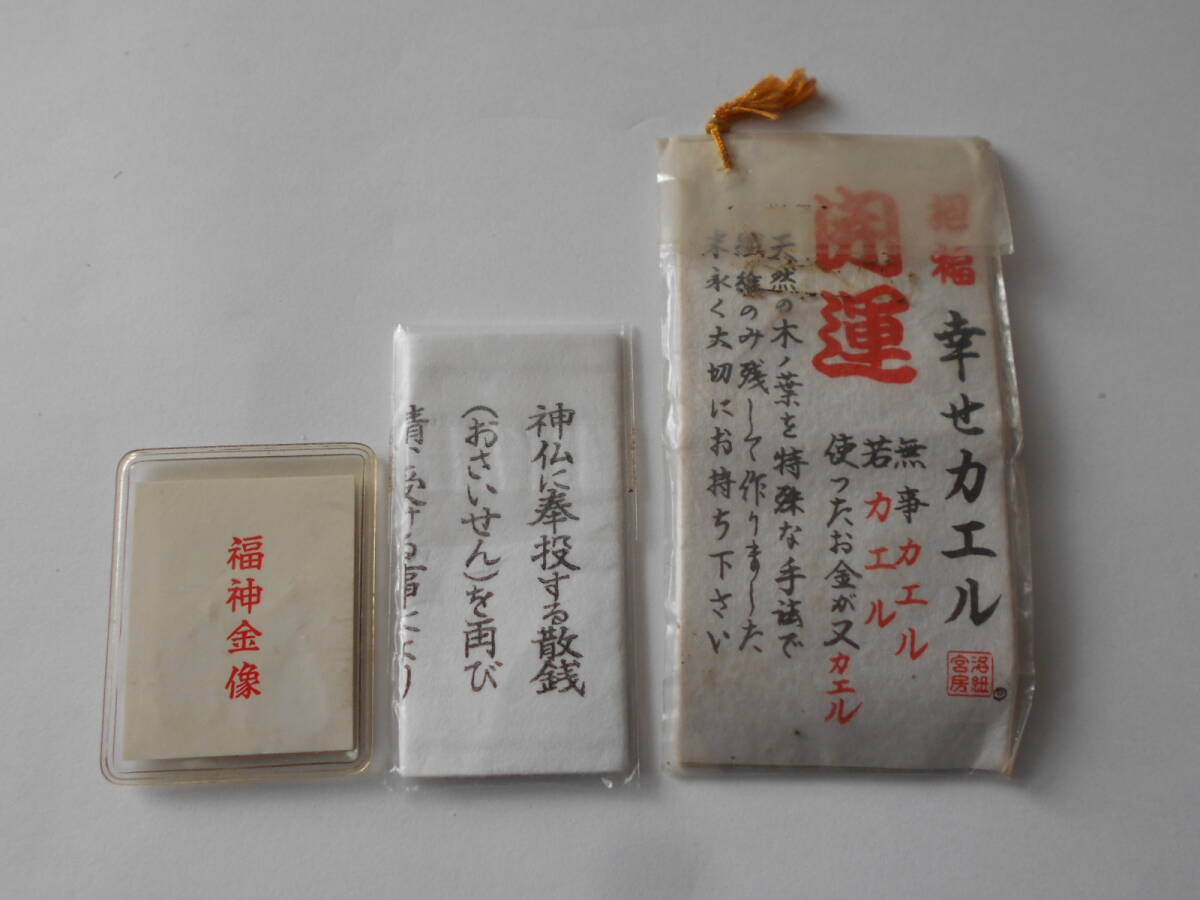 福神金像
神仏に奉投する散銭
(おさいせん)を再び
招福
幸せカエル
無事カエル
若カエル
使ったお金が又カエル
開運
天然の木ノ葉を特殊な手法で
繊維のみ残して作りました
末永く大切にお持ち下さい